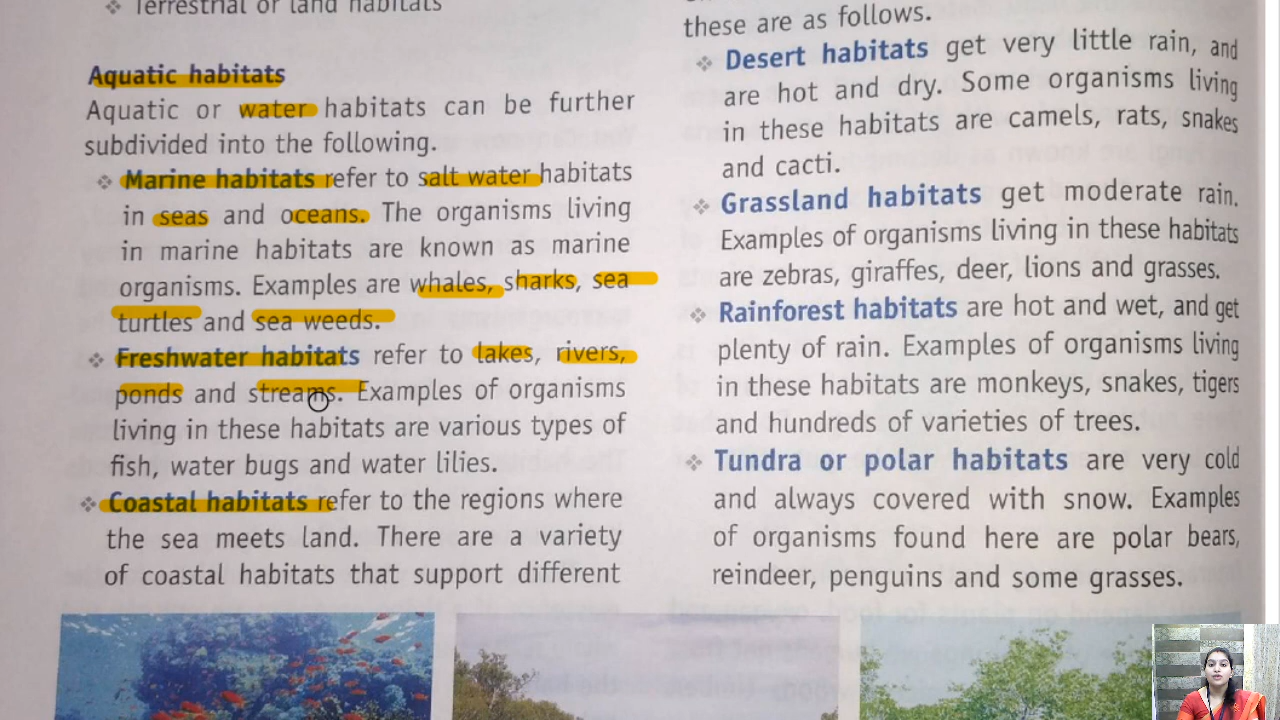 ❖ Terrestrial or land habitats
Aquatic habitats
Aquatic or water habitats can be further
subdivided into the following.
❖ Marine habitats refer to salt water habitats
in seas and oceans. The organisms living
in marine habitats are known as marine
organisms. Examples are whales, sharks, sea
turtles and sea weeds.
❖ Freshwater habitats refer to lakes, rivers,
ponds and streams. Examples of organisms
living in these habitats are various types of
fish, water bugs and water lilies.
❖ Coastal habitats refer to the regions where
the sea meets land. There are a variety
of coastal habitats that support different
these are as follows.
❖ Desert habitats get very little rain, and
are hot and dry. Some organisms living
in these habitats are camels, rats, snakes
and cacti.
❖ Grassland habitats get moderate rain.
Examples of organisms living in these habitats
are zebras, giraffes, deer, lions and grasses.
❖ Rainforest habitats are hot and wet, and get
plenty of rain. Examples of organisms living
in these habitats are monkeys, snakes, tigers
and hundreds of varieties of trees.
❖ Tundra or polar habitats are very cold
and always covered with snow. Examples
of organisms found here are polar bears,
reindeer, penguins and some grasses.